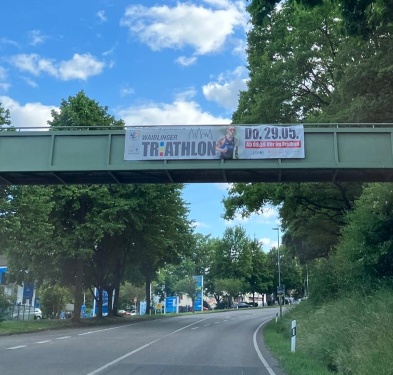 WAIBLINGER
TRIATHLON
Do, 29.05.